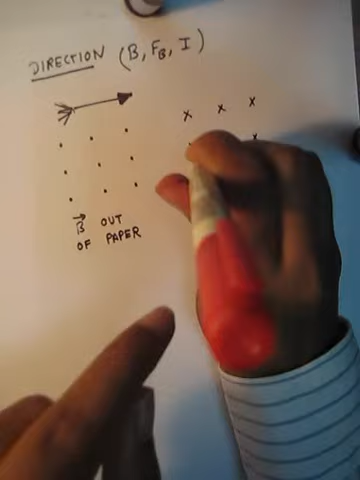 DIRECTION (B, F_B, I)
x x x
x
B⃗ OUT
OF PAPER